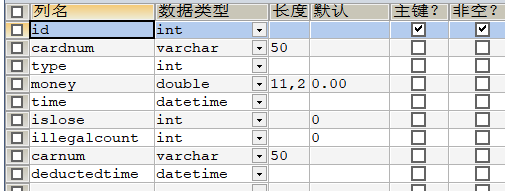 列名 数据类型 长度 默认 主键? 非空?
id int
cardnum varchar 50
type int
money double 11,2 0.00
time datetime
islose int 0
illegalcount int 0
carnum varchar 50
deductedtime datetime